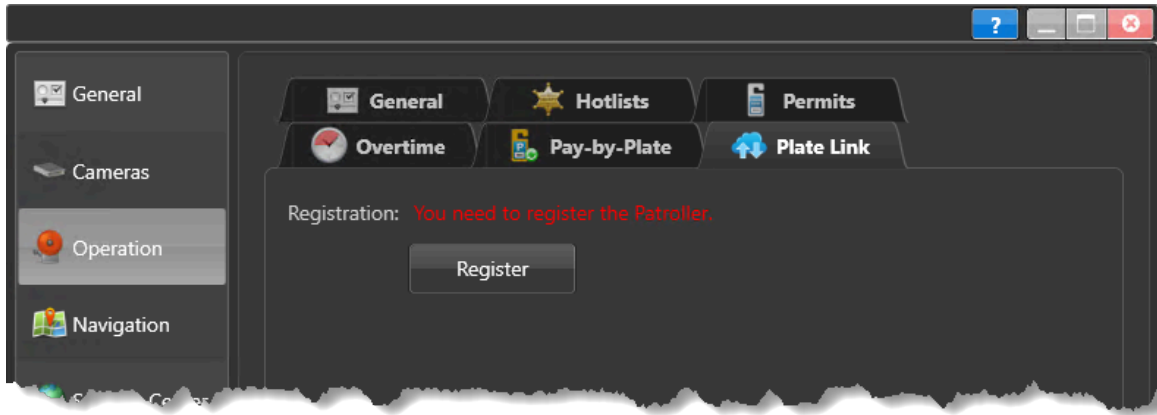 ?
General
Cameras
Operation
Navigation
General Hotlists Permits
Overtime Pay-by-Plate Plate Link
Registration: You need to register the Patroller.
Register